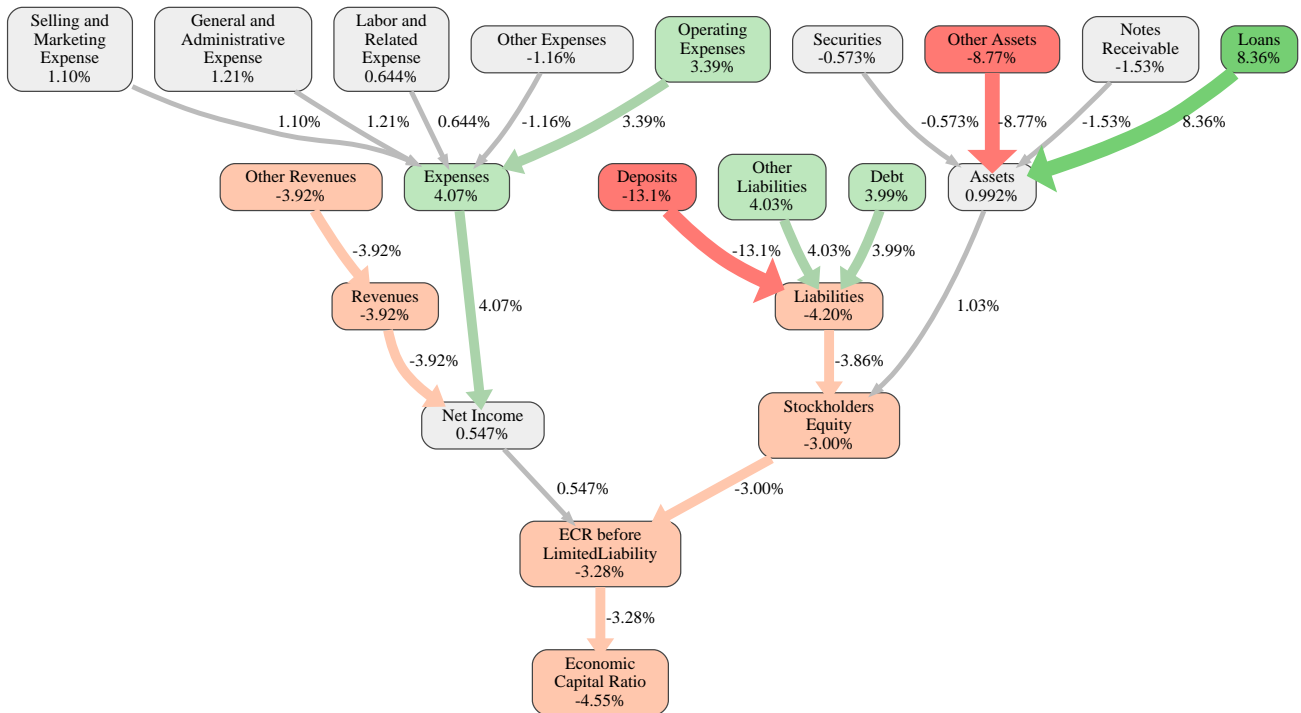 Selling and
Marketing
Expense
1.10%
General and
Administrative
Expense
1.21%
Labor and
Related
Expense
0.644%
Other Expenses
-1.16%
Operating
Expenses
3.39%
Securities
-0.573%
Other Assets
-8.77%
Notes
Receivable
-1.53%
Loans
8.36%
1.10%
1.21%
0.644%
-1.16%
3.39%
-0.573%
-8.77%
-1.53%
8.36%
Other Revenues
-3.92%
Expenses
4.07%
Deposits
-13.1%
Other
Liabilities
4.03%
Debt
3.99%
Assets
0.992%
-3.92%
-13.1%
4.03%
3.99%
Revenues
-3.92%
4.07%
Liabilities
-4.20%
1.03%
-3.92%
-3.86%
Net Income
0.547%
Stockholders
Equity
-3.00%
0.547%
-3.00%
ECR before
LimitedLiability
-3.28%
-3.28%
Economic
Capital Ratio
-4.55%